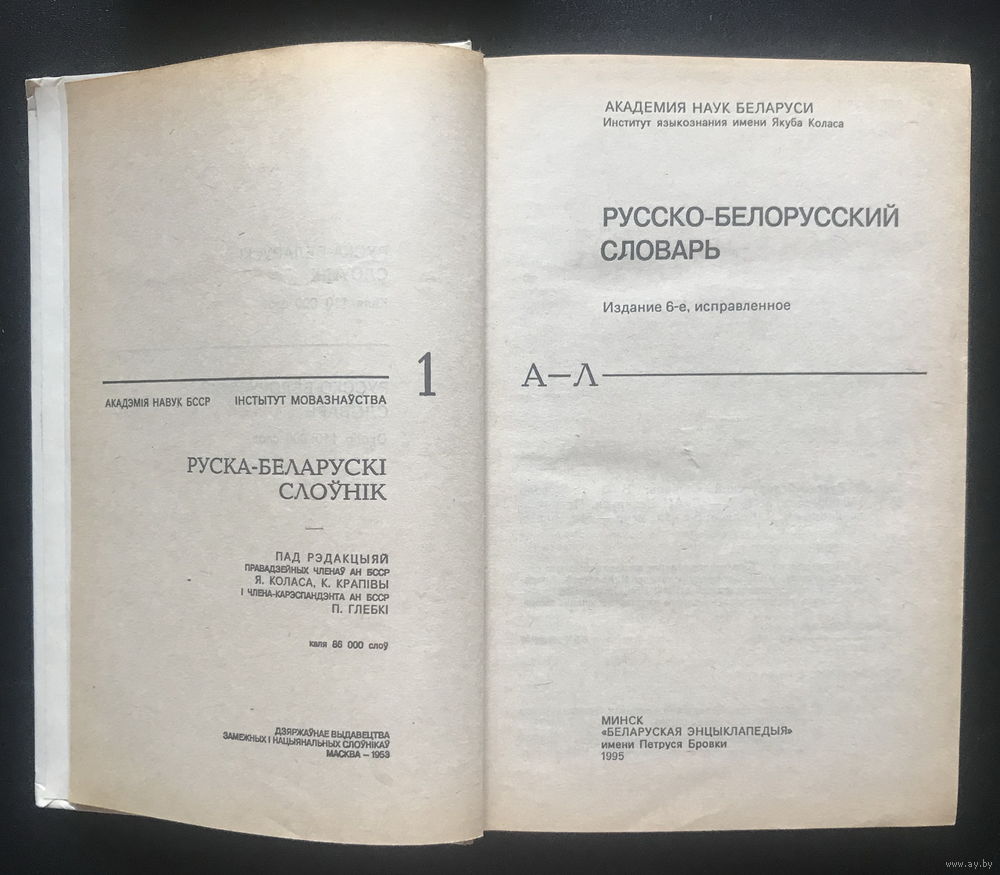 1
АКАДЭМІЯ НАВУК БССР ІНСТЫТУТ МОВАЗНАЎСТВА
РУСКА-БЕЛАРУСКІ
СЛОЎНІК
ПАД РЭДАКЦЫЯЙ
ПРАВАДЗЕЙНЫХ ЧЛЕНАЎ АН БССР
Я. КОЛАСА, К. КРАПІВЫ
І ЧЛЕНА-КАРЭСПАНДЭНТА АН БССР
П. ГЛЕБКІ
каля 86 000 слоў
ДЗЯРЖАЎНАЕ ВЫДАВЕЦТВА
ЗАМЕЖНЫХ І НАЦЫЯНАЛЬНЫХ СЛОЎНІКАЎ
МАСКВА – 1953
АКАДЕМИЯ НАУК БЕЛАРУСИ
Институт языкознания имени Якуба Коласа
РУССКО-БЕЛОРУССКИЙ
СЛОВАРЬ
Издание 6-е, исправленное
А—Л
МИНСК
«БЕЛАРУСКАЯ ЭНЦЫКЛАПЕДЫЯ»
имени Петруся Бровки
1995
www.ay.by